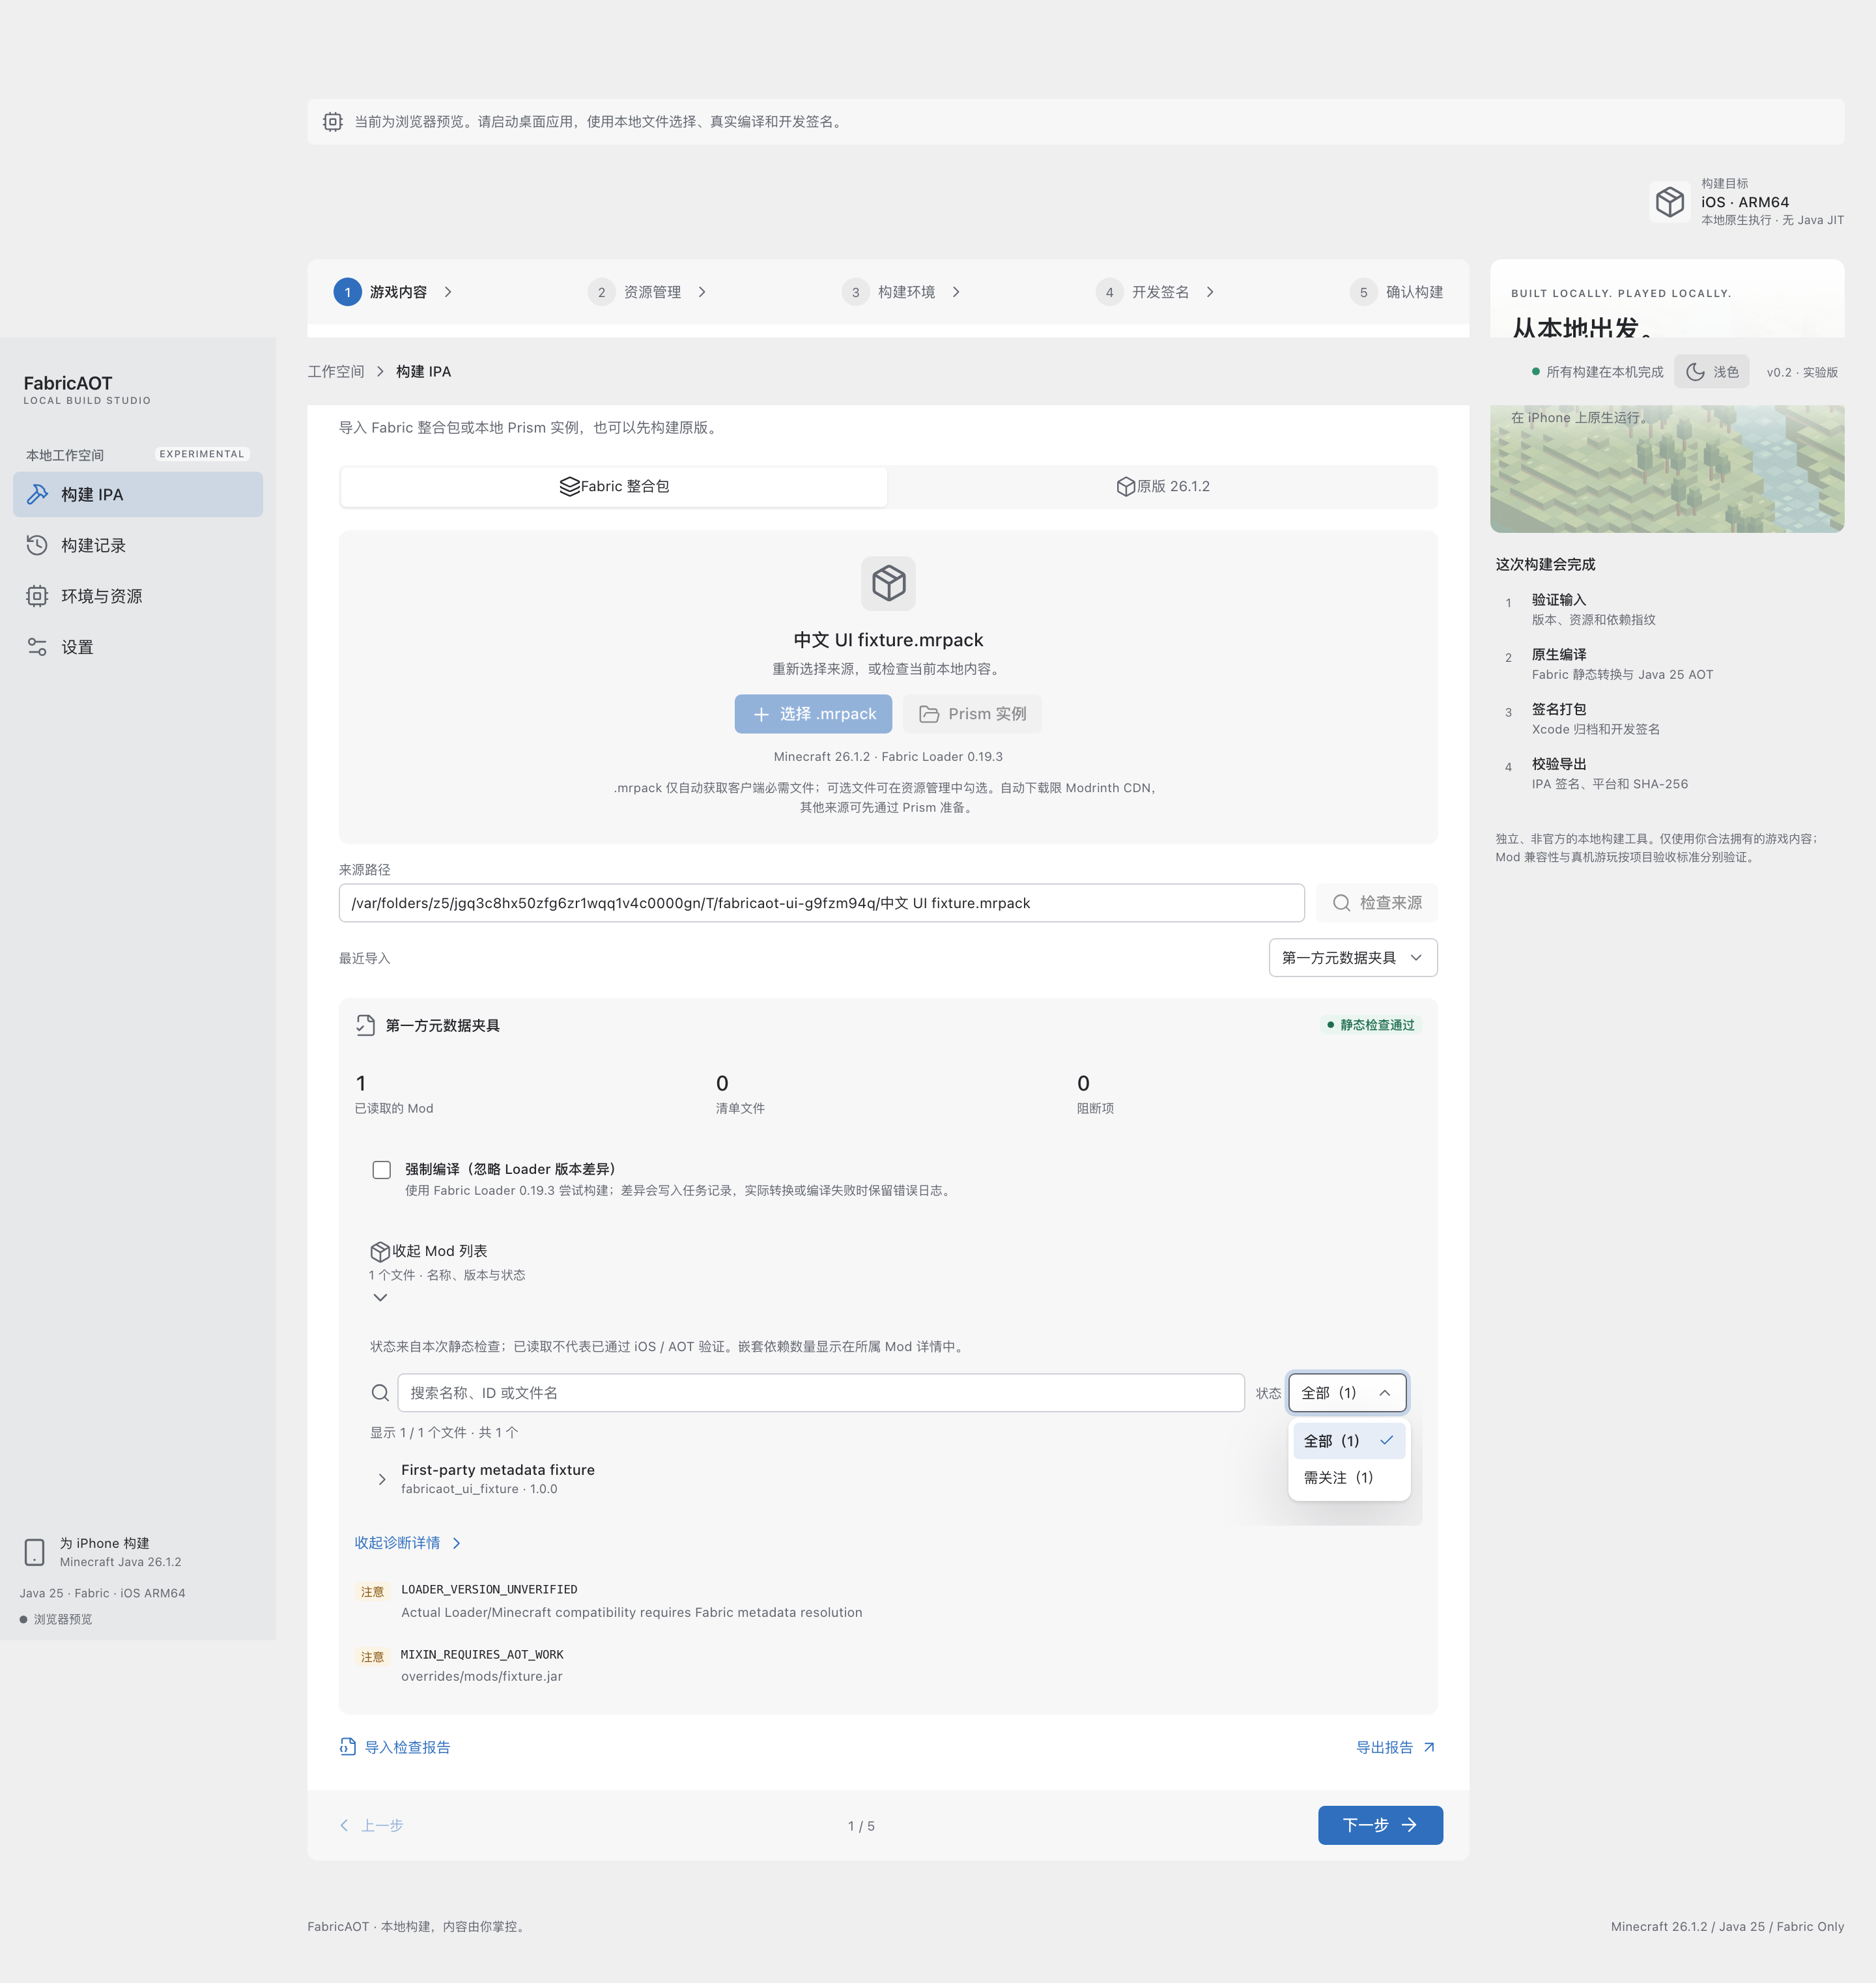 当前为浏览器预览。请启动桌面应用，使用本地文件选择、真实编译和开发签名。
构建目标
iOS · ARM64
本地原生执行 · 无 Java JIT
1 游戏内容
2 资源管理
3 构建环境
4 开发签名
5 确认构建
BUILT LOCALLY. PLAYED LOCALLY.
从本地出发。
FabricAOT
LOCAL BUILD STUDIO
本地工作空间
EXPERIMENTAL
构建 IPA
构建记录
环境与资源
设置
为 iPhone 构建
Minecraft Java 26.1.2
Java 25 · Fabric · iOS ARM64
浏览器预览
工作空间
构建 IPA
所有构建在本机完成
浅色
v0.2 · 实验版
导入 Fabric 整合包或本地 Prism 实例，也可以先构建原版。
Fabric 整合包
原版 26.1.2
中文 UI fixture.mrpack
重新选择来源，或检查当前本地内容。
选择 .mrpack
Prism 实例
Minecraft 26.1.2 · Fabric Loader 0.19.3
.mrpack 仅自动获取客户端必需文件；可选文件可在资源管理中勾选。自动下载限 Modrinth CDN，
其他来源可先通过 Prism 准备。
来源路径
/var/folders/z5/jgq3c8hx50zfg6zr1wqq1v4c0000gn/T/fabricaot-ui-g9fzm94q/中文 UI fixture.mrpack
检查来源
最近导入
第一方元数据夹具
第一方元数据夹具
静态检查通过
1
已读取的 Mod
0
清单文件
0
阻断项
强制编译（忽略 Loader 版本差异）
使用 Fabric Loader 0.19.3 尝试构建；差异会写入任务记录，实际转换或编译失败时保留错误日志。
收起 Mod 列表
1 个文件 · 名称、版本与状态
状态来自本次静态检查；已读取不代表已通过 iOS / AOT 验证。嵌套依赖数量显示在所属 Mod 详情中。
搜索名称、ID 或文件名
状态
全部（1）
全部（1）
需关注（1）
显示 1 / 1 个文件 · 共 1 个
First-party metadata fixture
fabricaot_ui_fixture · 1.0.0
收起诊断详情
注意
LOADER_VERSION_UNVERIFIED
Actual Loader/Minecraft compatibility requires Fabric metadata resolution
注意
MIXIN_REQUIRES_AOT_WORK
overrides/mods/fixture.jar
导入检查报告
导出报告
上一步
1 / 5
下一步
在 iPhone 上原生运行。
这次构建会完成
1 验证输入
版本、资源和依赖指纹
2 原生编译
Fabric 静态转换与 Java 25 AOT
3 签名打包
Xcode 归档和开发签名
4 校验导出
IPA 签名、平台和 SHA-256
独立、非官方的本地构建工具。仅使用你合法拥有的游戏内容；
Mod 兼容性与真机游玩按项目验收标准分别验证。
FabricAOT · 本地构建，内容由你掌控。
Minecraft 26.1.2 / Java 25 / Fabric Only